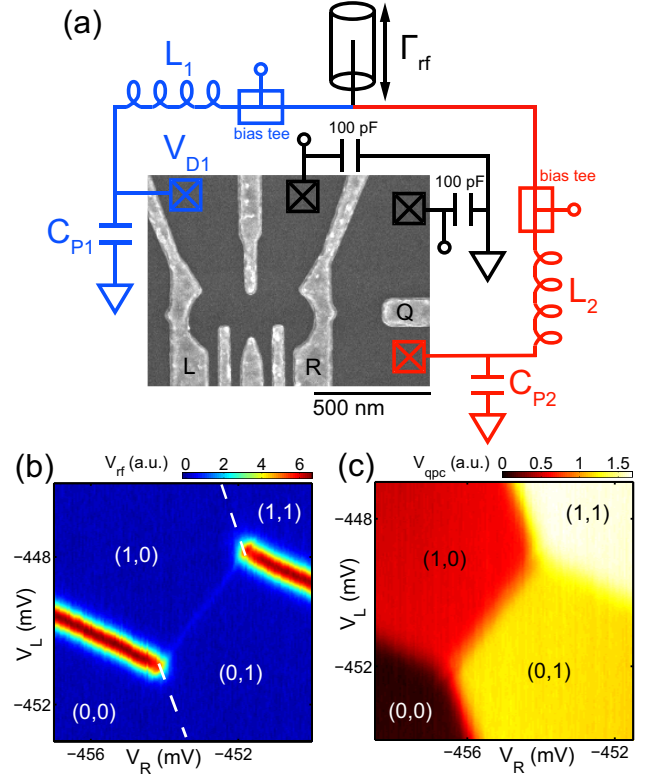 (a)
L1
Γrf
bias tee
100 pF
VD1
100 pF
bias tee
CP1
L2
Q
L
R
CP2
500 nm
(b)
Vrf (a.u.)
0 2 4 6
(1,1)
(1,0)
−448
VL (mV)
(0,1)
−452
(0,0)
−456
VR (mV)
−452
(c)
Vqpc (a.u.)
0 0.5 1 1.5
(1,1)
−448
(1,0)
VL (mV)
−452
(0,1)
(0,0)
−456
VR (mV)
−452